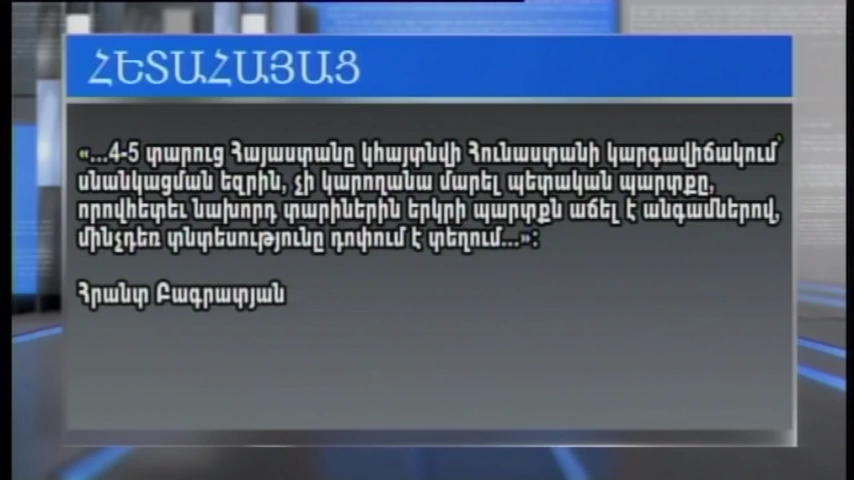 ՀԵՏԱՀԱՅԱՑ
«...4-5 տարուց Հայաստանը կհայտնվի Հունաստանի կարգավիճակում՝
սնանկացման եզրին, չի կարողանա մարել պետական պարտքը,
որովհետեւ նախորդ տարիներին երկրի պարտքն աճել է անգամներով,
մինչդեռ տնտեսությունը դոփում է տեղում...»:
Հրանտ Բագրատյան